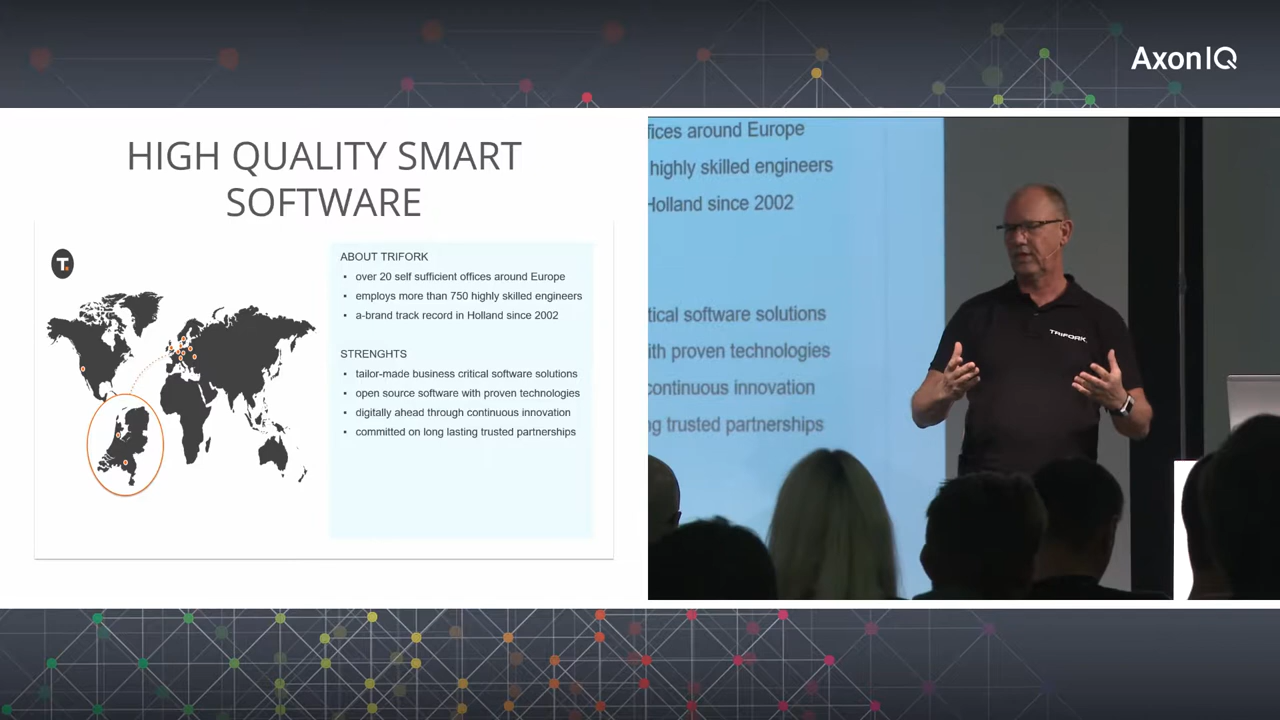 AxonIQ
HIGH QUALITY SMART
SOFTWARE
T.
ABOUT TRIFORK
• over 20 self sufficient offices around Europe
• employs more than 750 highly skilled engineers
• a-brand track record in Holland since 2002
STRENGHTS
• tailor-made business critical software solutions
• open source software with proven technologies
• digitally ahead through continuous innovation
• committed on long lasting trusted partnerships
fices around Europe
highly skilled engineers
Holland since 2002
tical software solutions
ith proven technologies
continuous innovation
ng trusted partnerships
TRIFORK.